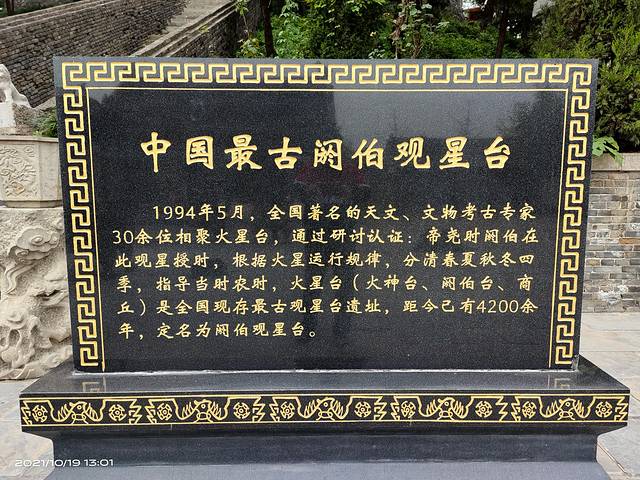 中国最古阏伯观星台
1994年5月，全国著名的天文、文物考古专家
30余位相聚火星台，通过研讨认证：帝尧时阏伯在
此观星授时，根据火星运行规律，分清春夏秋冬四
季，指导当时农时，火星台（火神台、阏伯台、商
丘）是全国现存最古观星台遗址，距今已有4200余
年，定名为阏伯观星台。
2021/10/19 13:01